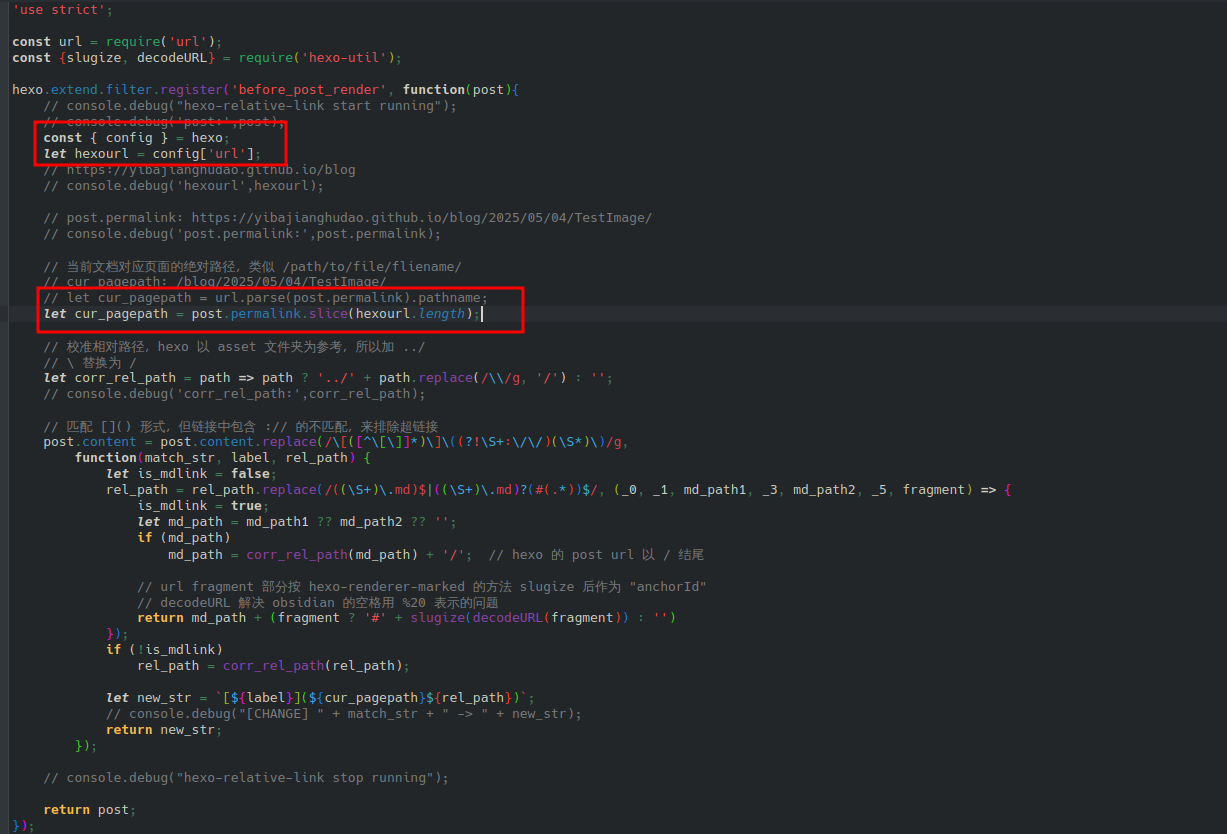 'use strict';
const url = require('url');
const {slugize, decodeURL} = require('hexo-util');
hexo.extend.filter.register('before_post_render', function(post){
// console.debug("hexo-relative-link start running");
// console.debug('post:',post);
const { config } = hexo;
let hexourl = config['url'];
// https://yibajianghudao.github.io/blog
// console.debug('hexourl',hexourl);
// post.permalink: https://yibajianghudao.github.io/blog/2025/05/04/TestImage/
// console.debug('post.permalink:',post.permalink);
// 当前文档对应页面的绝对路径, 类似 /path/to/file/fliename/
// cur_pagepath: /blog/2025/05/04/TestImage/
// let cur_pagepath = url.parse(post.permalink).pathname;
let cur_pagepath = post.permalink.slice(hexourl.length);
// 校准相对路径, hexo 以 asset 文件夹为参考, 所以加 ../
// \ 替换为 /
let corr_rel_path = path => path ? '../' + path.replace(/\\/g, '/') : '';
// console.debug('corr_rel_path:',corr_rel_path);
// 匹配 []() 形式, 但链接中包含 :// 的不匹配, 来排除超链接
post.content = post.content.replace(/\[([^\[\]]*)\]\((?!\S+:\/\/)(\S*)\)/g,
function(match_str, label, rel_path) {
let is_mdlink = false;
rel_path = rel_path.replace(/((\S+)\.md)$|((\S+)\.md)?(#(.*))$/, (_0, _1, md_path1, _3, md_path2, _5, fragment) => {
is_mdlink = true;
let md_path = md_path1 ?? md_path2 ?? '';
if (md_path)
md_path = corr_rel_path(md_path) + '/'; // hexo 的 post url 以 / 结尾
// url fragment 部分按 hexo-renderer-marked 的方法 slugize 后作为 "anchorId"
// decodeURL 解决 obsidian 的空格用 %20 表示的问题
return md_path + (fragment ? '#' + slugize(decodeURL(fragment)) : '')
});
if (!is_mdlink)
rel_path = corr_rel_path(rel_path);
let new_str = `[${label}](${cur_pagepath}${rel_path})`;
// console.debug("[CHANGE] " + match_str + " -> " + new_str);
return new_str;
});
// console.debug("hexo-relative-link stop running");
return post;
});